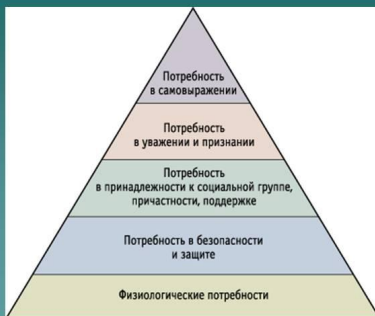 Потребность
в самовыражении
Потребность
в уважении и признании
Потребность
в принадлежности к социальной группе,
причастности, поддержке
Потребность в безопасности
и защите
Физиологические потребности